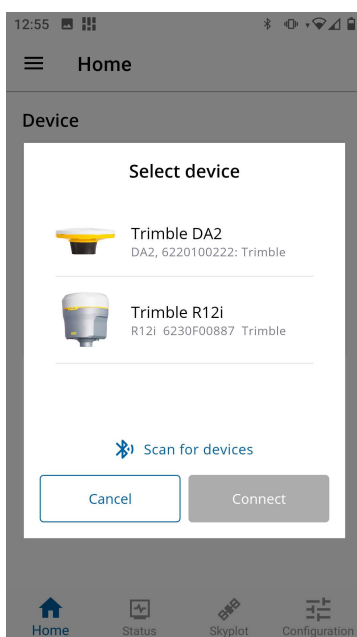 12:55
Home
Device
Select device
Trimble DA2
DA2, 6220100222: Trimble
Trimble R12i
R12i 6230F00887 Trimble
Scan for devices
Cancel Connect
Home Status Skyplot Configuration